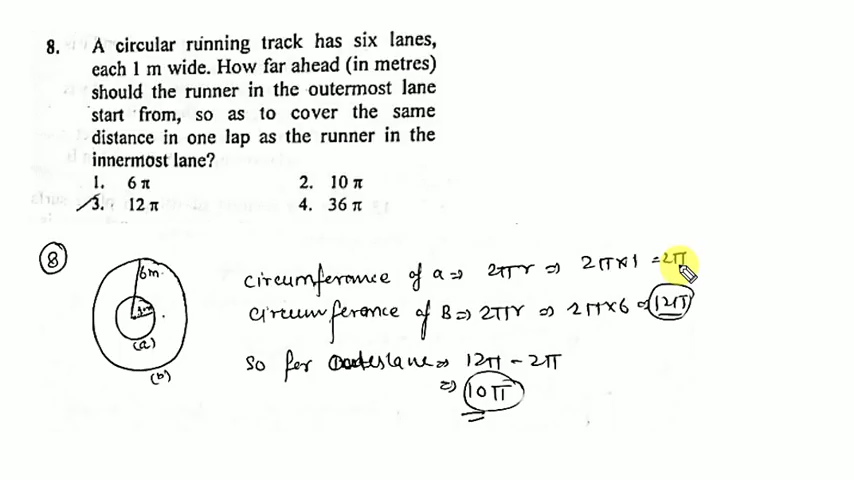 8. A circular running track has six lanes,
each 1 m wide. How far ahead (in metres)
should the runner in the outermost lane
start from, so as to cover the same
distance in one lap as the runner in the
innermost lane?
1. 6 π 2. 10 π
3. 12 π 4. 36 π
8
6m.
(a)
(b)
circumferance of a ⇒ 2πr ⇒ 2π×1 = 2π
circumferance of B ⇒ 2πr ⇒ 2π×6 ⇒ 12π
so for lane ⇒ 12π - 2π
⇒ 10π